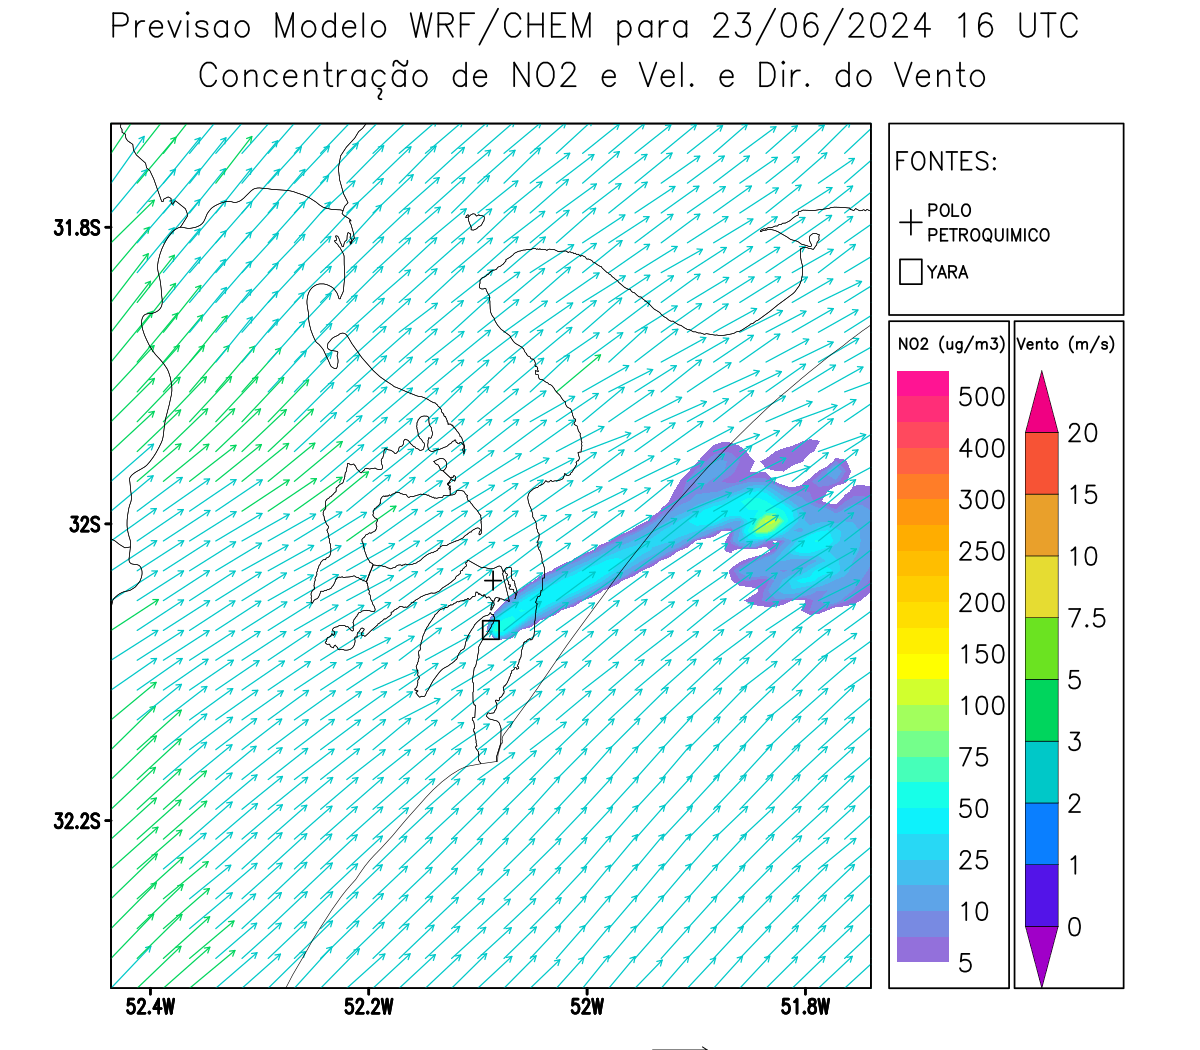 Previsao Modelo WRF/CHEM para 23/06/2024 16 UTC
Concentração de NO2 e Vel. e Dir. do Vento
FONTES:
POLO
PETROQUIMICO
YARA
NO2 (ug/m3)
500
400
300
250
200
150
100
75
50
25
10
5
Vento (m/s)
20
15
10
7.5
5
3
2
1
0
31.8S
32S
32.2S
52.4W
52.2W
52W
51.8W